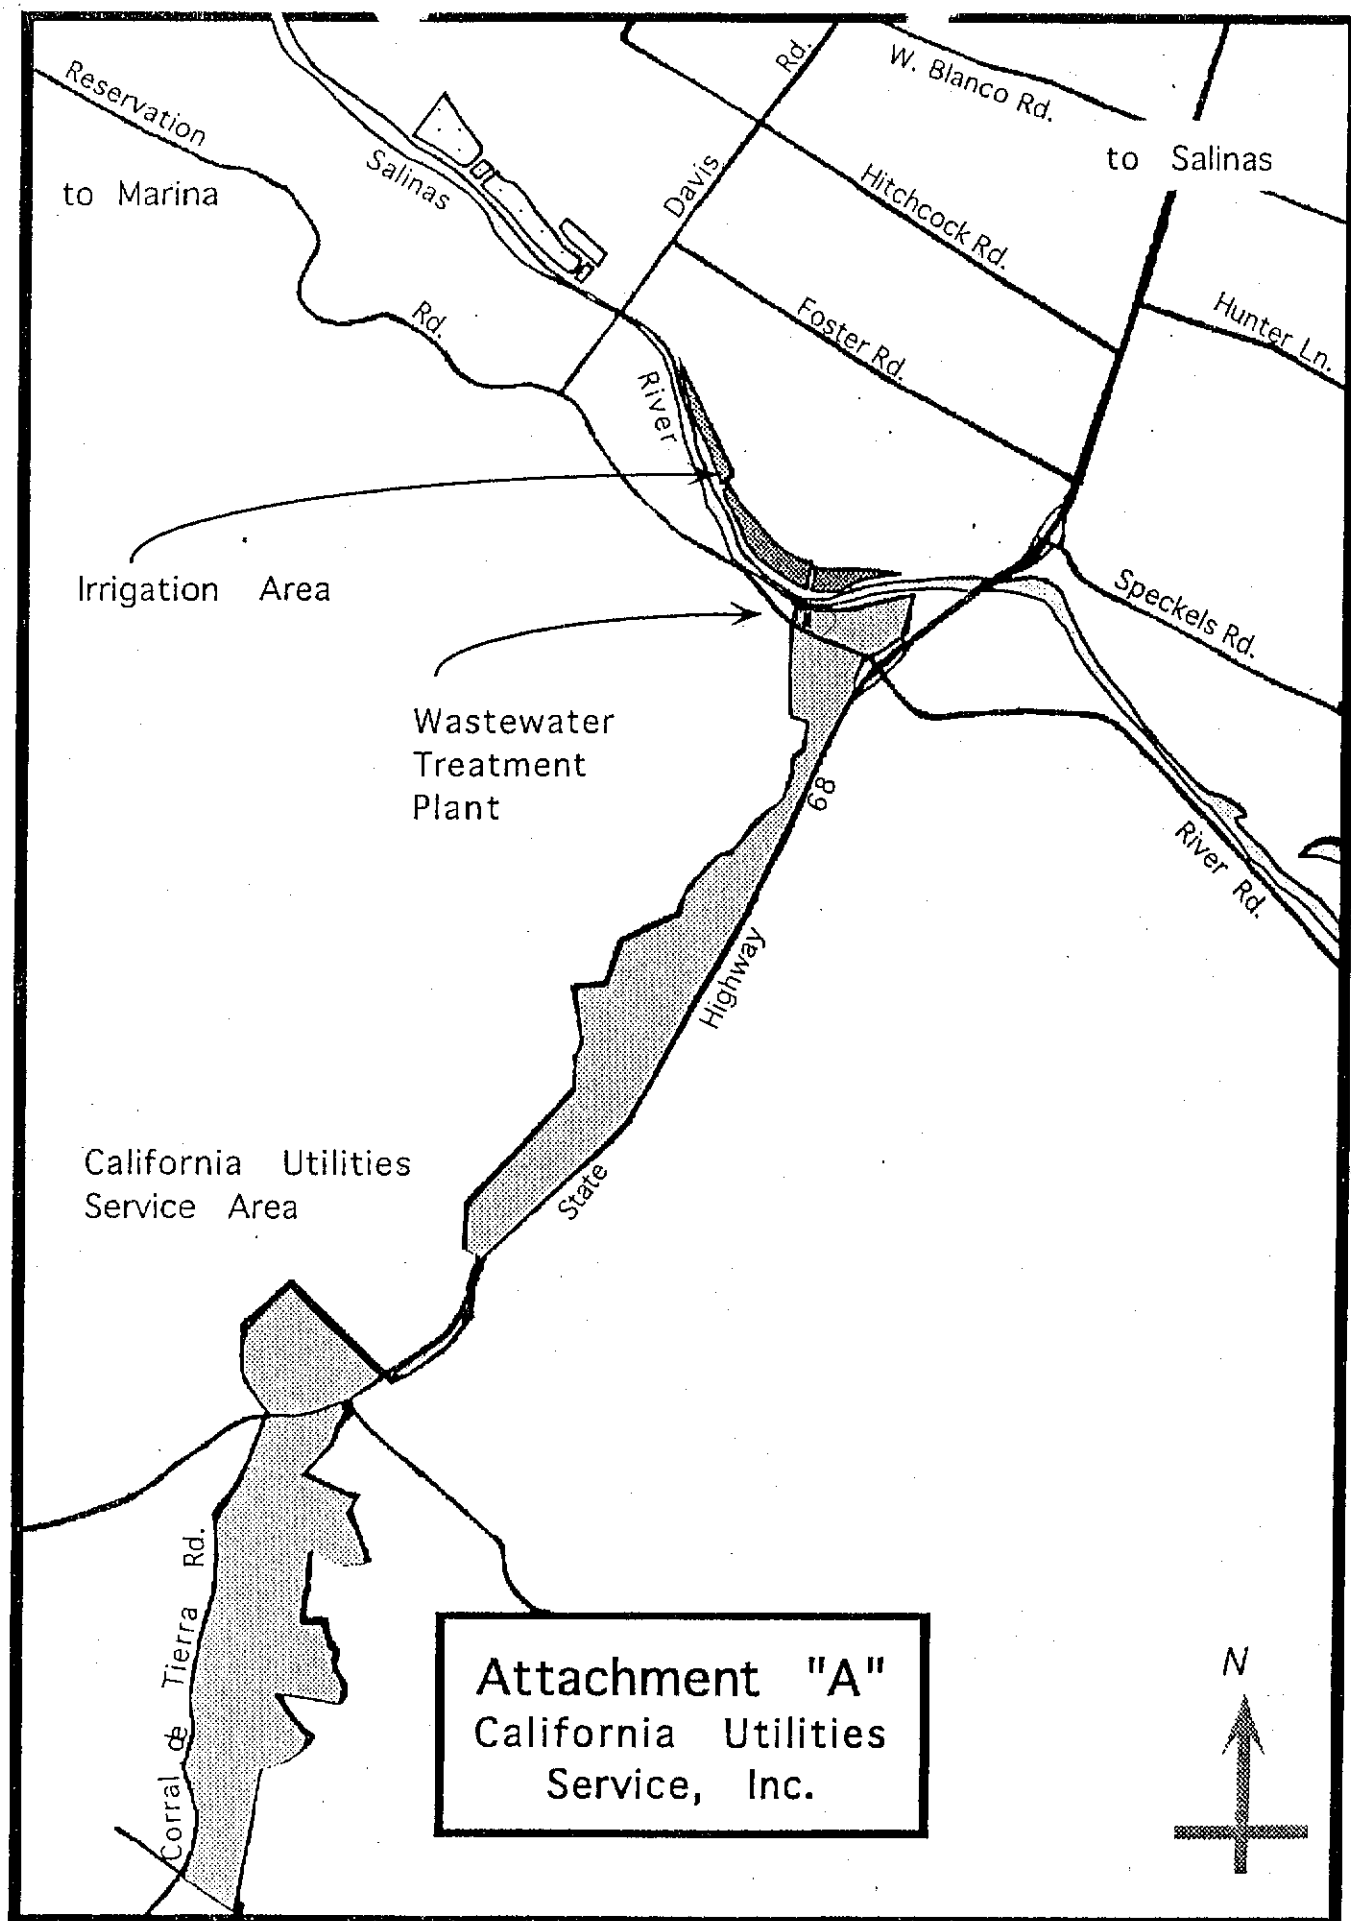 Reservation
Rd.
W. Blanco Rd.
to Salinas
to Marina
Salinas
Davis
Hitchcock Rd.
Rd.
Foster Rd.
Hunter Ln.
River
Irrigation Area
Speckels Rd.
Wastewater
Treatment
Plant
68
River Rd.
Highway
California Utilities
Service Area
State
Corral de Tierra Rd.
Attachment "A"
California Utilities
Service, Inc.
N